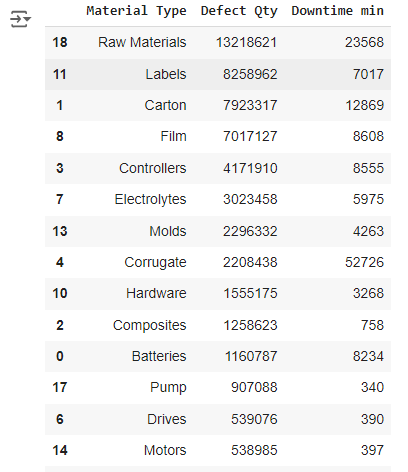 Material Type Defect Qty Downtime min
18 Raw Materials 13218621 23568
11 Labels 8258962 7017
1 Carton 7923317 12869
8 Film 7017127 8608
3 Controllers 4171910 8555
7 Electrolytes 3023458 5975
13 Molds 2296332 4263
4 Corrugate 2208438 52726
10 Hardware 1555175 3268
2 Composites 1258623 758
0 Batteries 1160787 8234
17 Pump 907088 340
6 Drives 539076 390
14 Motors 538985 397